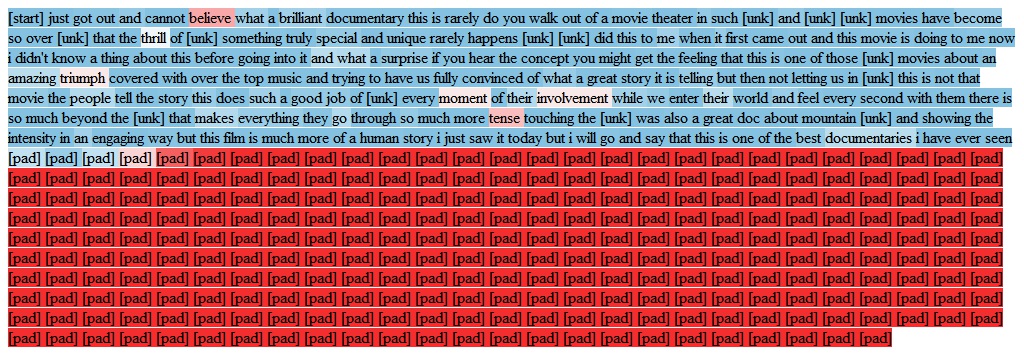 [start] just got out and cannot believe what a brilliant documentary this is rarely do you walk out of a movie theater in such [unk] and [unk] [unk] movies have become
so over [unk] that the thrill of [unk] something truly special and unique rarely happens [unk] [unk] did this to me when it first came out and this movie is doing to me now
i didn't know a thing about this before going into it and what a surprise if you hear the concept you might get the feeling that this is one of those [unk] movies about an
amazing triumph covered with over the top music and trying to have us fully convinced of what a great story it is telling but then not letting us in [unk] this is not that
movie the people tell the story this does such a good job of [unk] every moment of their involvement while we enter their world and feel every second with them there is
so much beyond the [unk] that makes everything they go through so much more tense touching the [unk] was also a great doc about mountain [unk] and showing the
intensity in an engaging way but this film is much more of a human story i just saw it today but i will go and say that this is one of the best documentaries i have ever seen
[pad] [pad] [pad] [pad] [pad] [pad] [pad] [pad] [pad] [pad] [pad] [pad] [pad] [pad] [pad] [pad] [pad] [pad] [pad] [pad] [pad] [pad] [pad] [pad] [pad] [pad] [pad]
[pad] [pad] [pad] [pad] [pad] [pad] [pad] [pad] [pad] [pad] [pad] [pad] [pad] [pad] [pad] [pad] [pad] [pad] [pad] [pad] [pad] [pad] [pad] [pad] [pad] [pad] [pad]
[pad] [pad] [pad] [pad] [pad] [pad] [pad] [pad] [pad] [pad] [pad] [pad] [pad] [pad] [pad] [pad] [pad] [pad] [pad] [pad] [pad] [pad] [pad] [pad] [pad] [pad] [pad]
[pad] [pad] [pad] [pad] [pad] [pad] [pad] [pad] [pad] [pad] [pad] [pad] [pad] [pad] [pad] [pad] [pad] [pad] [pad] [pad] [pad] [pad] [pad] [pad] [pad] [pad] [pad]
[pad] [pad] [pad] [pad] [pad] [pad] [pad] [pad] [pad] [pad] [pad] [pad] [pad] [pad] [pad] [pad] [pad] [pad] [pad] [pad] [pad] [pad] [pad] [pad] [pad] [pad] [pad]
[pad] [pad] [pad] [pad] [pad] [pad] [pad] [pad] [pad] [pad] [pad] [pad] [pad] [pad] [pad] [pad] [pad] [pad] [pad] [pad] [pad] [pad] [pad] [pad] [pad] [pad] [pad]
[pad] [pad] [pad] [pad] [pad] [pad] [pad] [pad] [pad] [pad] [pad] [pad] [pad] [pad] [pad] [pad] [pad] [pad] [pad] [pad] [pad] [pad] [pad] [pad] [pad] [pad] [pad]
[pad] [pad] [pad] [pad] [pad] [pad] [pad] [pad] [pad] [pad] [pad] [pad] [pad] [pad] [pad] [pad] [pad] [pad] [pad] [pad] [pad] [pad] [pad] [pad] [pad] [pad] [pad]
[pad] [pad] [pad] [pad] [pad] [pad] [pad] [pad] [pad] [pad] [pad] [pad] [pad] [pad] [pad] [pad] [pad] [pad] [pad] [pad] [pad] [pad] [pad] [pad] [pad] [pad] [pad]
[pad] [pad] [pad] [pad] [pad] [pad] [pad] [pad] [pad] [pad] [pad] [pad] [pad] [pad] [pad] [pad] [pad] [pad] [pad] [pad] [pad] [pad] [pad] [pad]